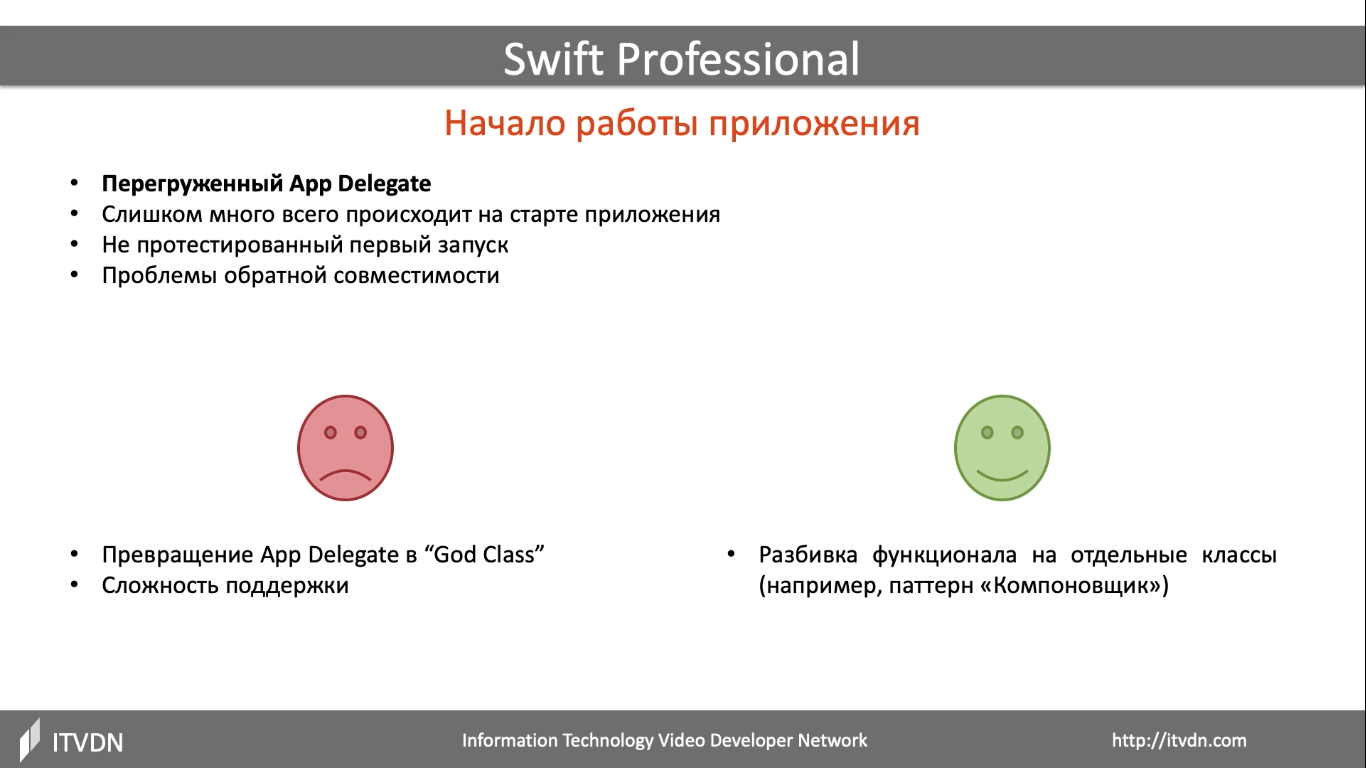 Swift Professional
Начало работы приложения
• Перегруженный App Delegate
• Слишком много всего происходит на старте приложения
• Не протестированный первый запуск
• Проблемы обратной совместимости
• Превращение App Delegate в “God Class”
• Сложность поддержки
• Разбивка функционала на отдельные классы
(например, паттерн «Компоновщик»)
ITVDN
Information Technology Video Developer Network
http://itvdn.com